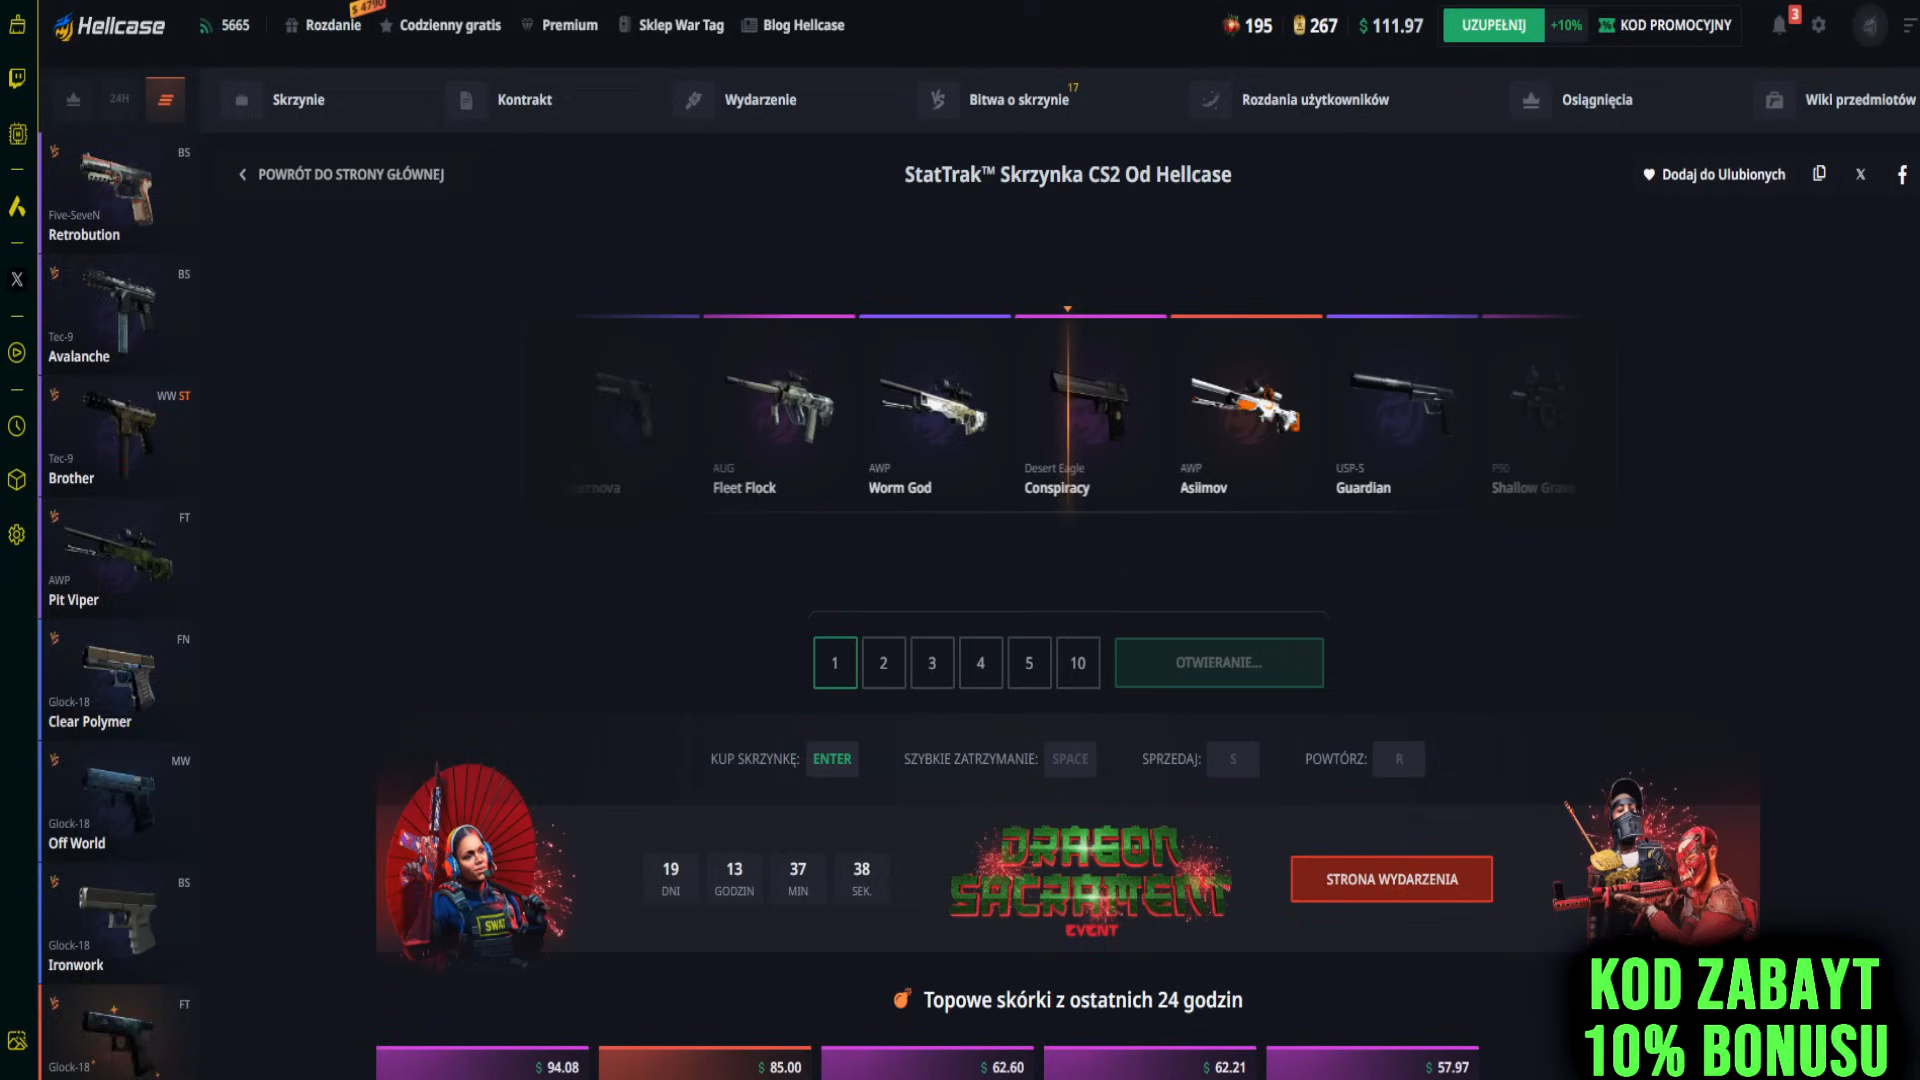 Hellcase
5665
Rozdanie
$ 4790
Codzienny gratis
Premium
Sklep War Tag
Blog Hellcase
195
267
$ 111.97
UZUPEŁNIJ
+10%
KOD PROMOCYJNY
3
24H
Skrzynie
Kontrakt
Wydarzenie
Bitwa o skrzynie
17
Rozdania użytkowników
Osiągnięcia
Wiki przedmiotów
POWRÓT DO STRONY GŁÓWNEJ
StatTrak™ Skrzynka CS2 Od Hellcase
Dodaj do Ulubionych
BS
Five-SeveN
Retrobution
BS
Tec-9
Avalanche
WW ST
Tec-9
Brother
FT
AWP
Pit Viper
FN
Glock-18
Clear Polymer
MW
Glock-18
Off World
BS
Glock-18
Ironwork
FT
Glock-18
AUG
Fleet Flock
AWP
Worm God
Desert Eagle
Conspiracy
AWP
Asiimov
USP-S
Guardian
P90
Shallow Grave
1
2
3
4
5
10
OTWIERANIE...
KUP SKRZYNKĘ:
ENTER
SZYBKIE ZATRZYMANIE:
SPACE
SPRZEDAJ:
S
POWTÓRZ:
R
SWAT
19
DNI
13
GODZIN
37
MIN
38
SEK.
DRAGON
SACRAMENT
EVENT
STRONA WYDARZENIA
Topowe skórki z ostatnich 24 godzin
$ 94.08
$ 85.00
$ 62.60
$ 62.21
$ 57.97
KOD ZABAYT
10% BONUSU